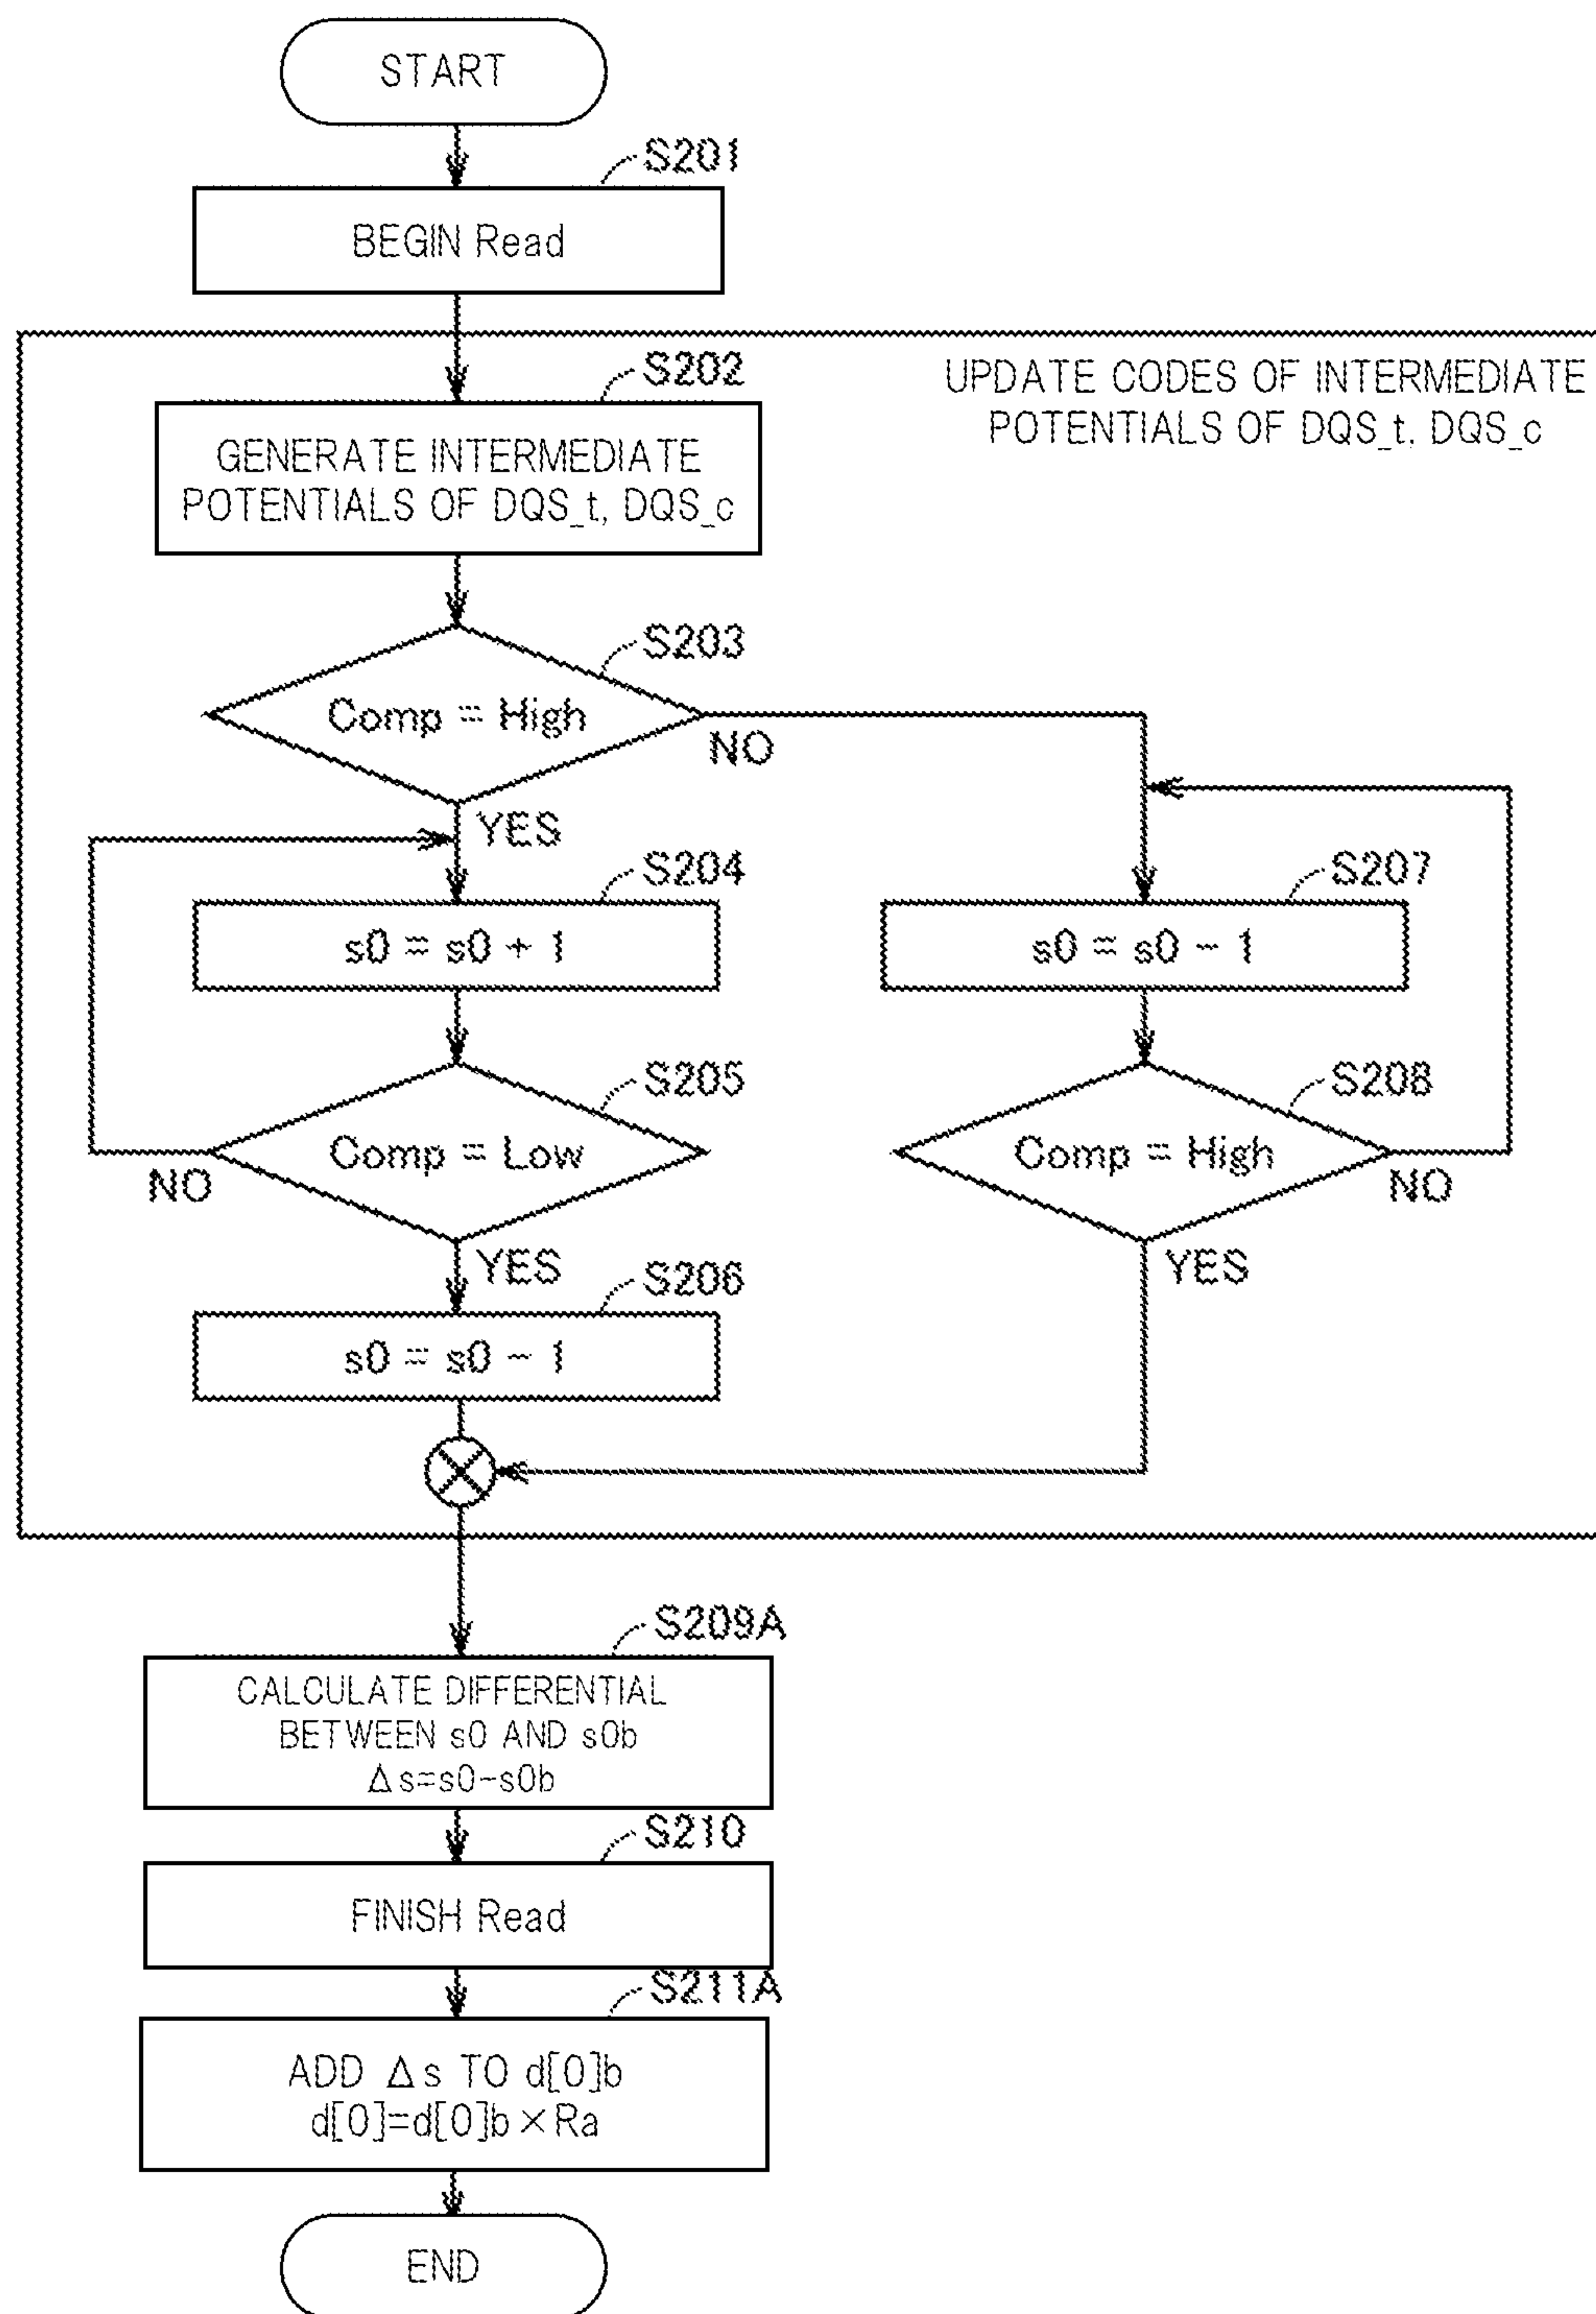 START
S201
BEGIN Read
UPDATE CODES OF INTERMEDIATE
POTENTIALS OF DQS_t, DQS_c
S202
GENERATE INTERMEDIATE
POTENTIALS OF DQS_t, DQS_c
S203
Comp = High
NO
YES
S204
s0 = s0 + 1
S207
s0 = s0 - 1
S205
Comp = Low
NO
YES
S208
Comp = High
NO
YES
S206
s0 = s0 - 1
S209A
CALCULATE DIFFERENTIAL
BETWEEN s0 AND s0b
Δs=s0-s0b
S210
FINISH Read
S211A
ADD Δs TO d[0]b
d[0]=d[0]b×Ra
END